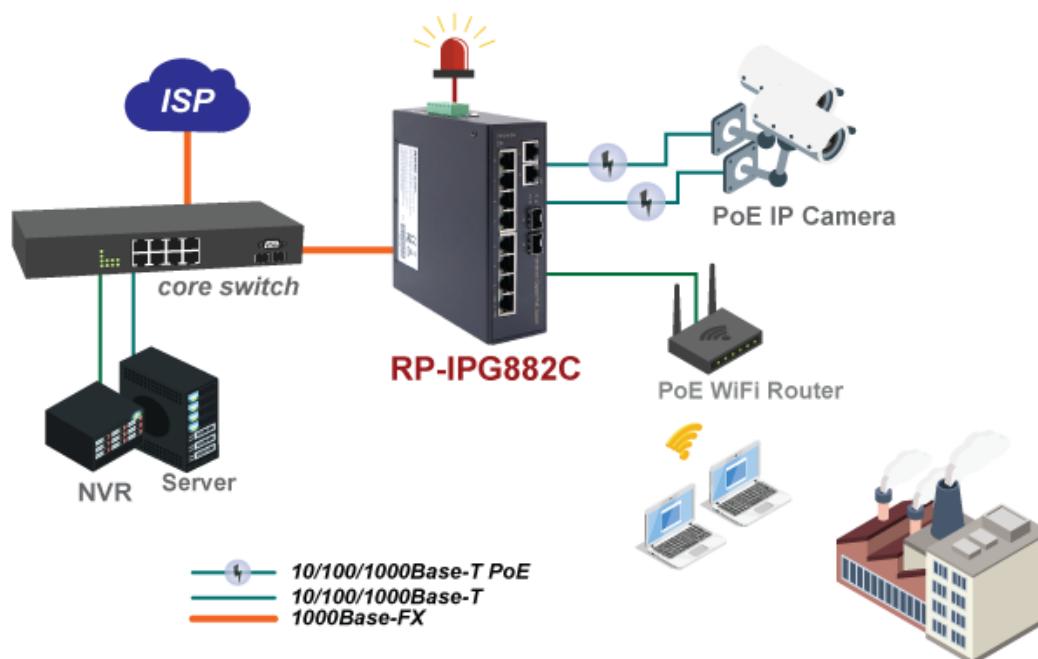 ISP
PoE IP Camera
core switch
RP-IPG882C
PoE WiFi Router
NVR
Server
10/100/1000Base-T PoE
10/100/1000Base-T
1000Base-FX